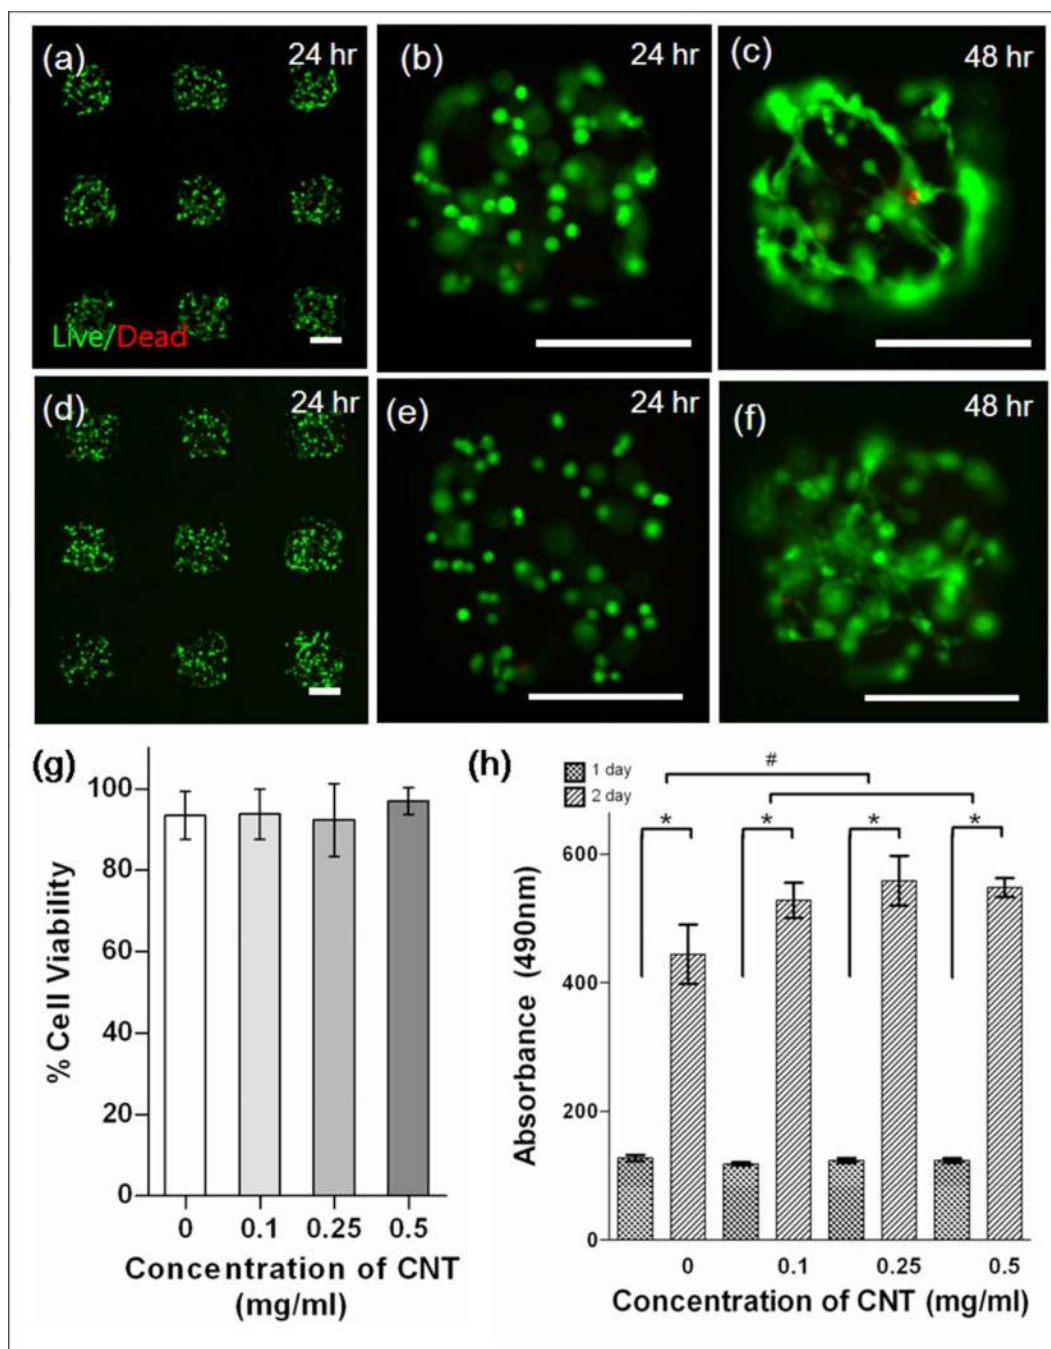 (a) 24 hr
(b) 24 hr
(c) 48 hr
Live/Dead
(d) 24 hr
(e) 24 hr
(f) 48 hr
(g)
100
80
60
40
20
0
% Cell Viability
0 0.1 0.25 0.5
Concentration of CNT
(mg/ml)
(h)
1 day
2 day
#
* * * *
600
400
200
0
Absorbance (490nm)
0 0.1 0.25 0.5
Concentration of CNT (mg/ml)